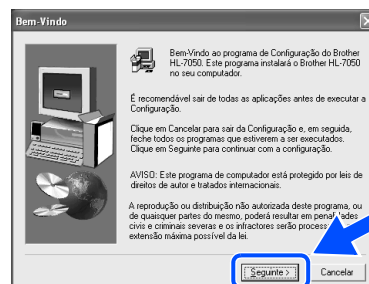 Bem-Vindo
Bem-Vindo ao programa de Configuração do Brother
HL-7050. Este programa instalará o Brother HL-7050
no seu computador.
É recomendável sair de todas as aplicações antes de executar a
Configuração.
Clique em Cancelar para sair da Configuração e, em seguida,
feche todos os programas que estiverem a ser executados.
Clique em Seguinte para continuar com a configuração.
AVISO: Este programa de computador está protegido por leis de
direitos de autor e tratados internacionais.
A reprodução ou distribuição não autorizada deste programa, ou
de quaisquer partes do mesmo, poderá resultar em penalidades
civis e criminais severas e os infractores serão process
extensão máxima possível da lei.
Seguinte >
Cancelar